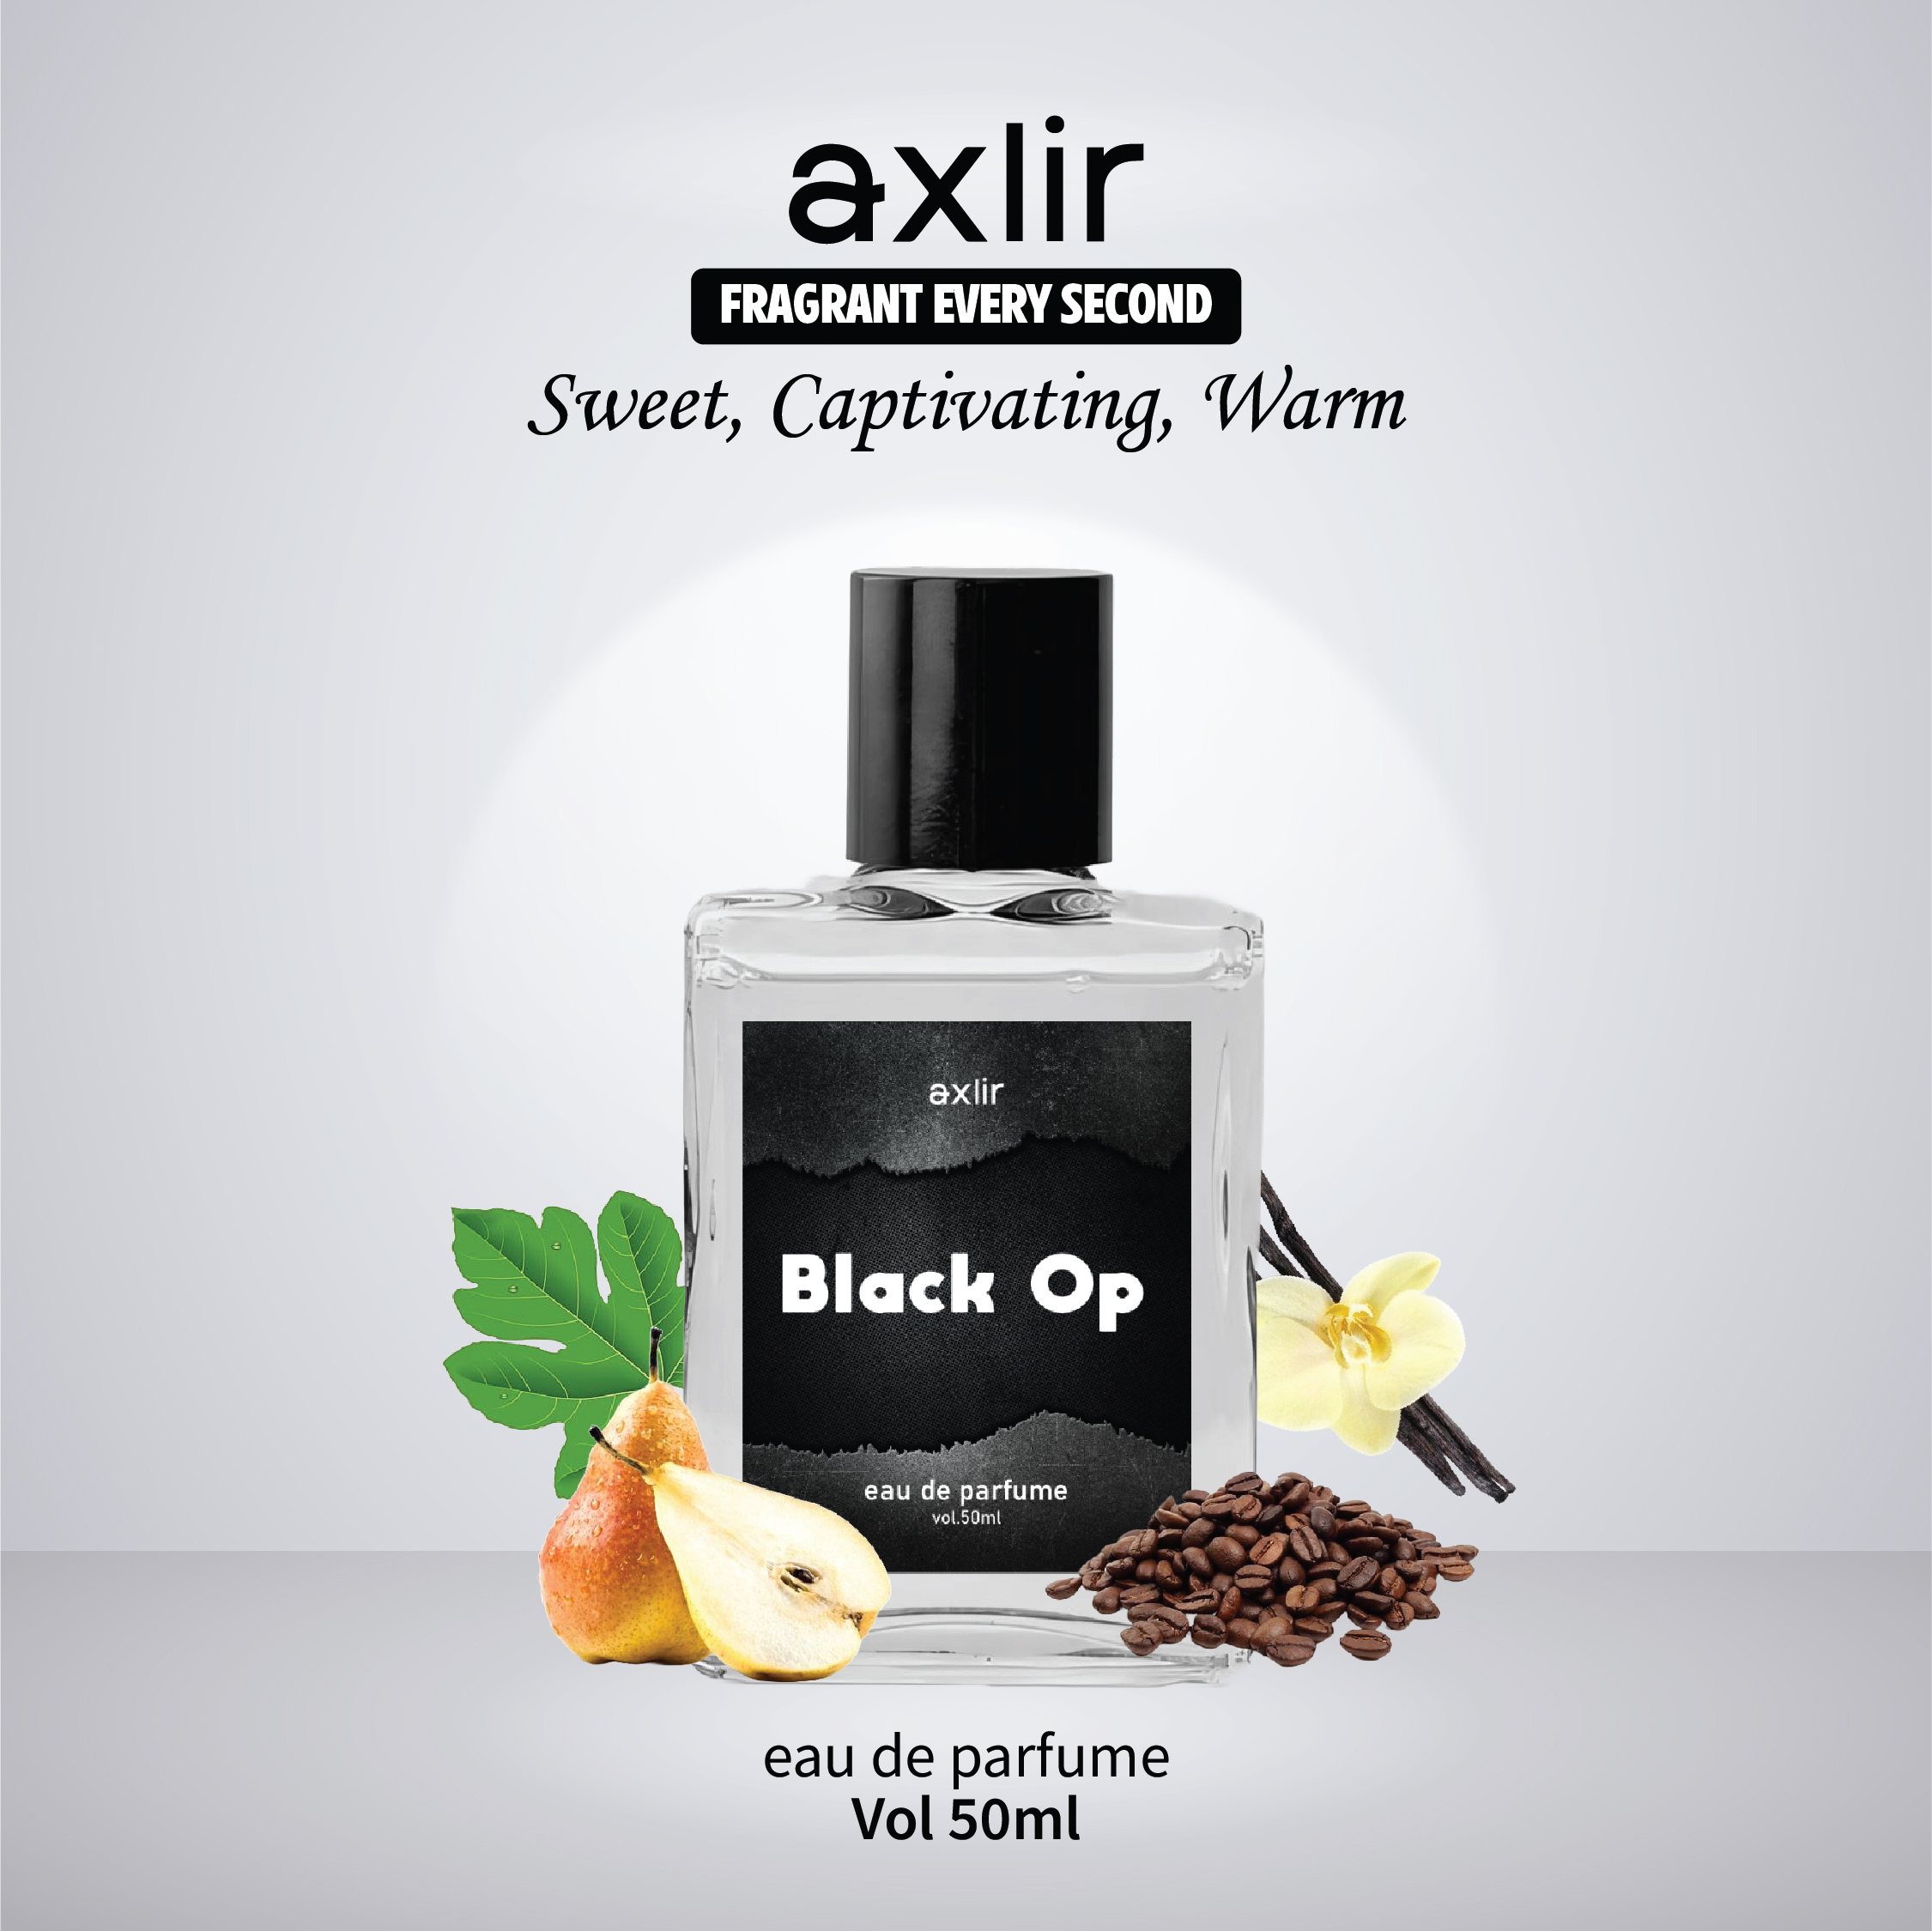 axlir
FRAGRANT EVERY SECOND
Sweet, Captivating, Warm
axlir
Black Op
eau de parfume
vol.50ml
eau de parfume
Vol 50ml